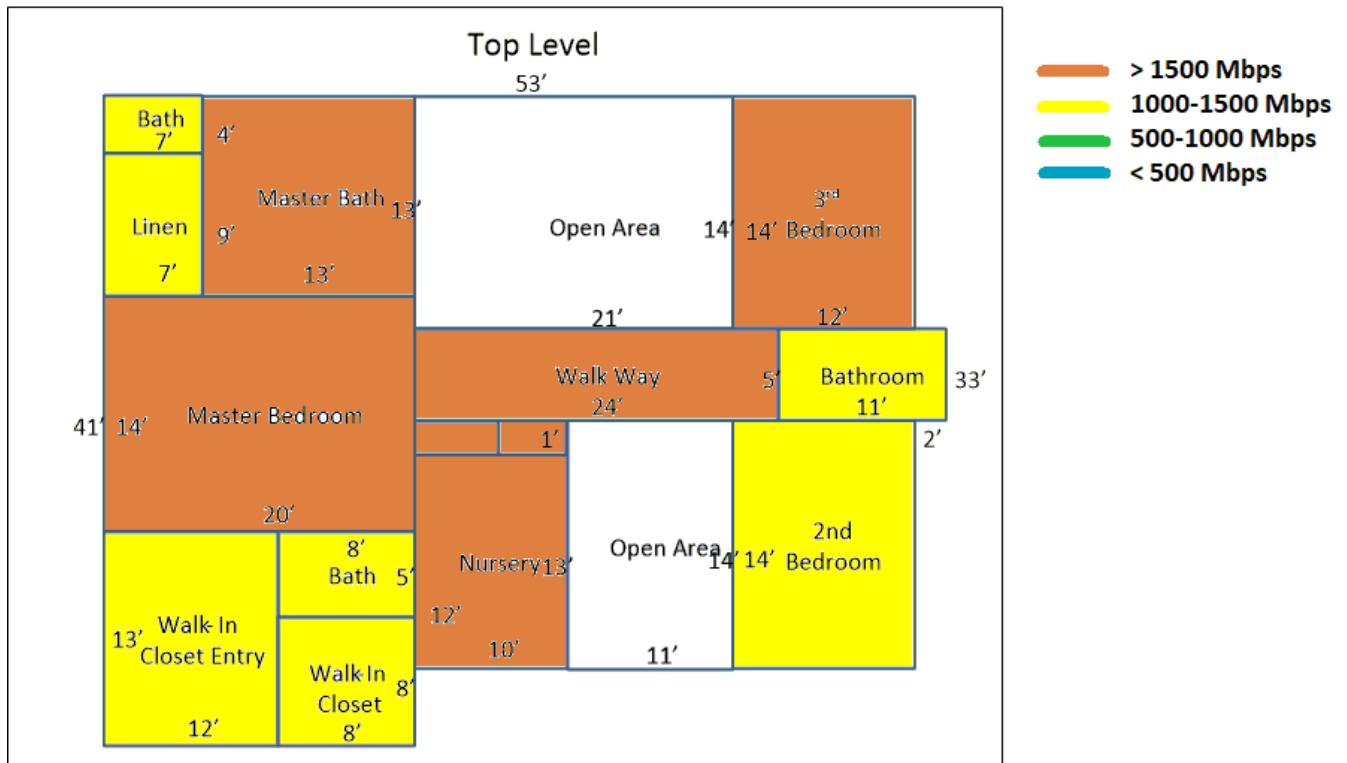 Top Level
53’
> 1500 Mbps
1000-1500 Mbps
500-1000 Mbps
< 500 Mbps
Bath
7’
4’
Linen
9’
7’
Master Bath
13’
13’
Open Area
14’
21’
3rd
Bedroom
14’
12’
Walk Way
5’
24’
Bathroom
11’
33’
2’
41’
14’
Master Bedroom
20’
1’
8’
Bath
5’
Nursery
13’
12’
10’
Open Area
14’
11’
14’
2nd
Bedroom
Walk-In
Closet Entry
13’
12’
Walk-In
Closet
8’
8’